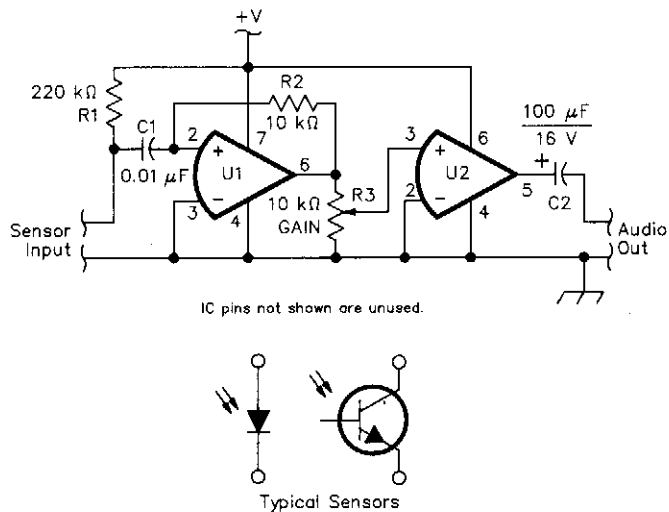 +V
220 kΩ
R1
C1
0.01 μF
R2
10 kΩ
2
+
7
U1
6
−
3
4
10 kΩ
R3
GAIN
3
+
6
U2
2
−
5
4
100 μF
16 V
+
C2
Sensor
Input
Audio
Out
IC pins not shown are unused.
Typical Sensors